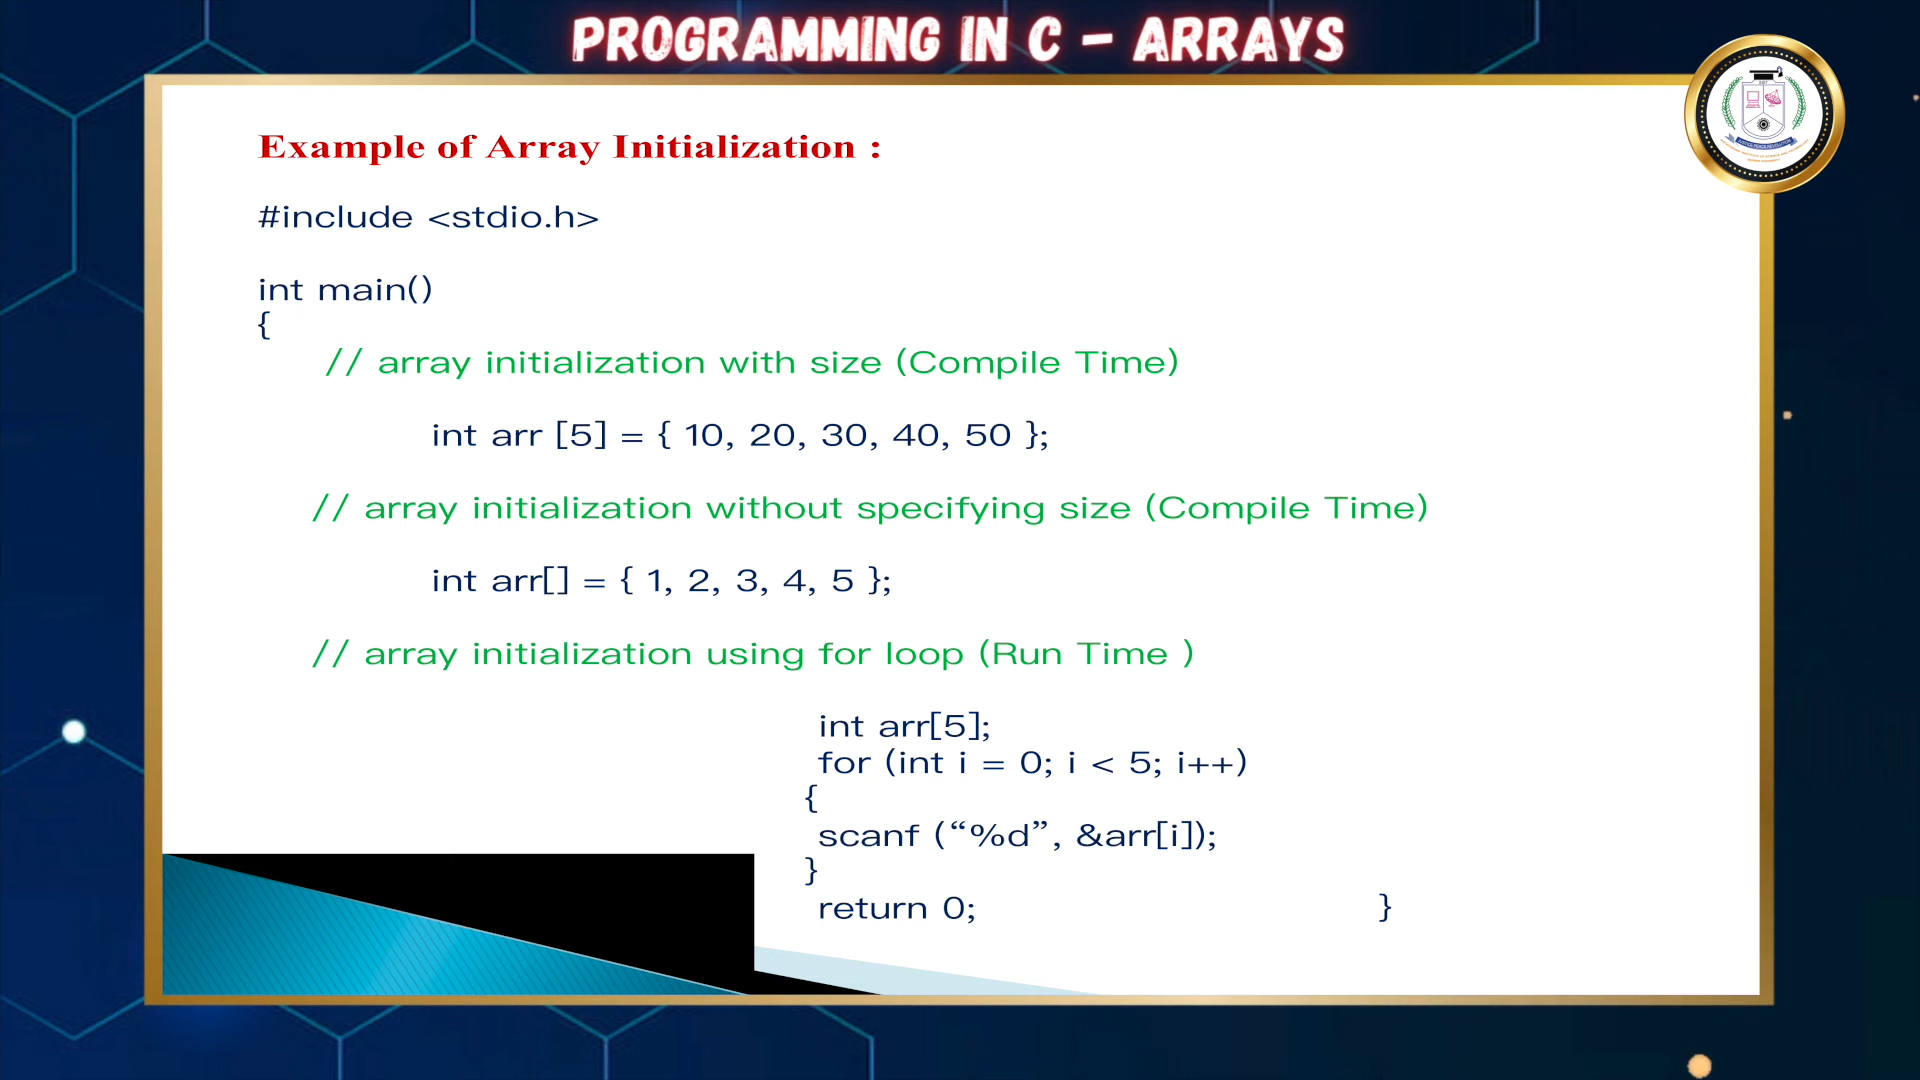 PROGRAMMING IN C – ARRAYS
Example of Array Initialization :
#include <stdio.h>
int main()
{
// array initialization with size (Compile Time)
int arr [5] = { 10, 20, 30, 40, 50 };
// array initialization without specifying size (Compile Time)
int arr[] = { 1, 2, 3, 4, 5 };
// array initialization using for loop (Run Time )
int arr[5];
for (int i = 0; i < 5; i++)
{
scanf (“%d”, &arr[i]);
}
return 0; }